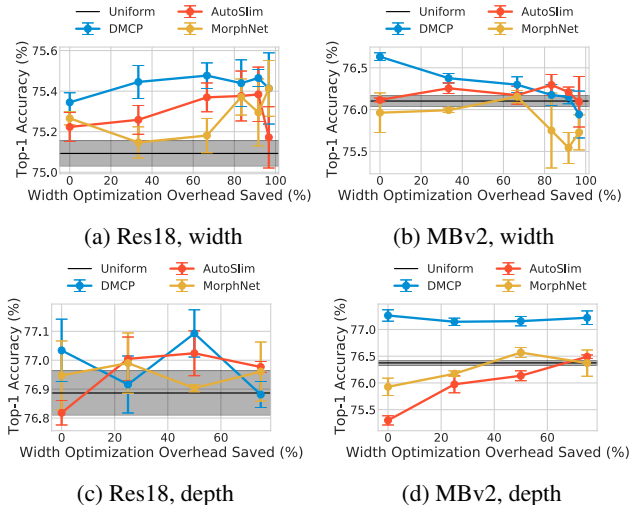 Uniform AutoSlim Uniform AutoSlim
DMCP MorphNet DMCP MorphNet
Top-1 Accuracy (%)
75.6
75.4
75.2
75.0
0 20 40 60 80 100
Width Optimization Overhead Saved (%)
Top-1 Accuracy (%)
76.5
76.0
75.5
0 20 40 60 80 100
Width Optimization Overhead Saved (%)
(a) Res18, width (b) MBv2, width
Uniform AutoSlim Uniform AutoSlim
DMCP MorphNet DMCP MorphNet
Top-1 Accuracy (%)
77.1
77.0
76.9
76.8
0 20 40 60
Width Optimization Overhead Saved (%)
Top-1 Accuracy (%)
77.0
76.5
76.0
75.5
0 20 40 60
Width Optimization Overhead Saved (%)
(c) Res18, depth (d) MBv2, depth